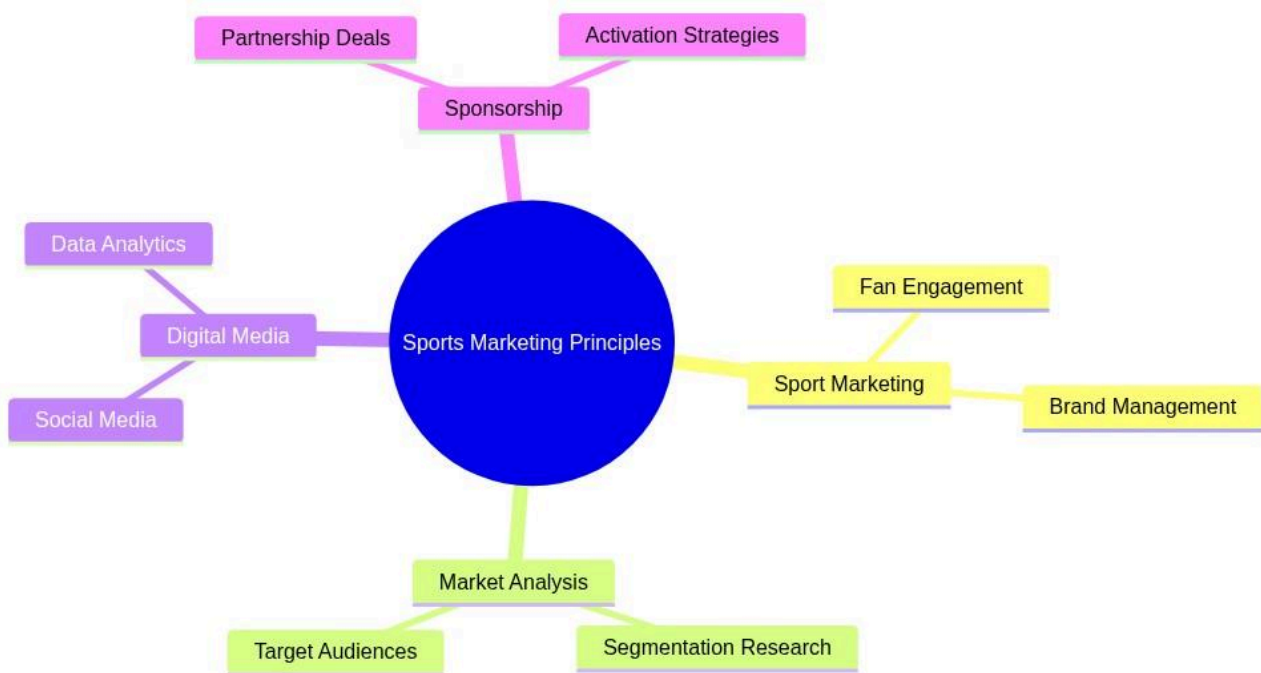 Partnership Deals
Activation Strategies
Sponsorship
Data Analytics
Digital Media
Social Media
Sports Marketing Principles
Fan Engagement
Sport Marketing
Brand Management
Market Analysis
Target Audiences
Segmentation Research